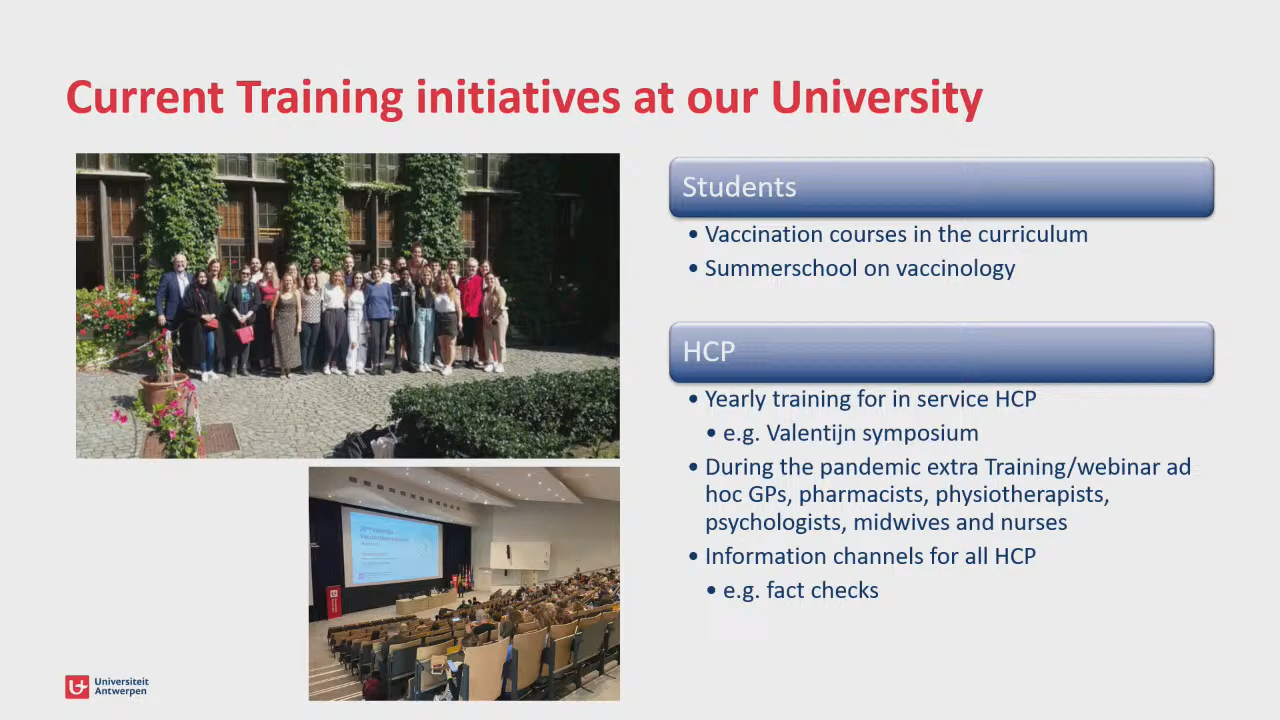 Current Training initiatives at our University
Students
• Vaccination courses in the curriculum
• Summerschool on vaccinology
HCP
• Yearly training for in service HCP
• e.g. Valentijn symposium
• During the pandemic extra Training/webinar ad
hoc GPs, pharmacists, physiotherapists,
psychologists, midwives and nurses
• Information channels for all HCP
• e.g. fact checks
Universiteit
Antwerpen